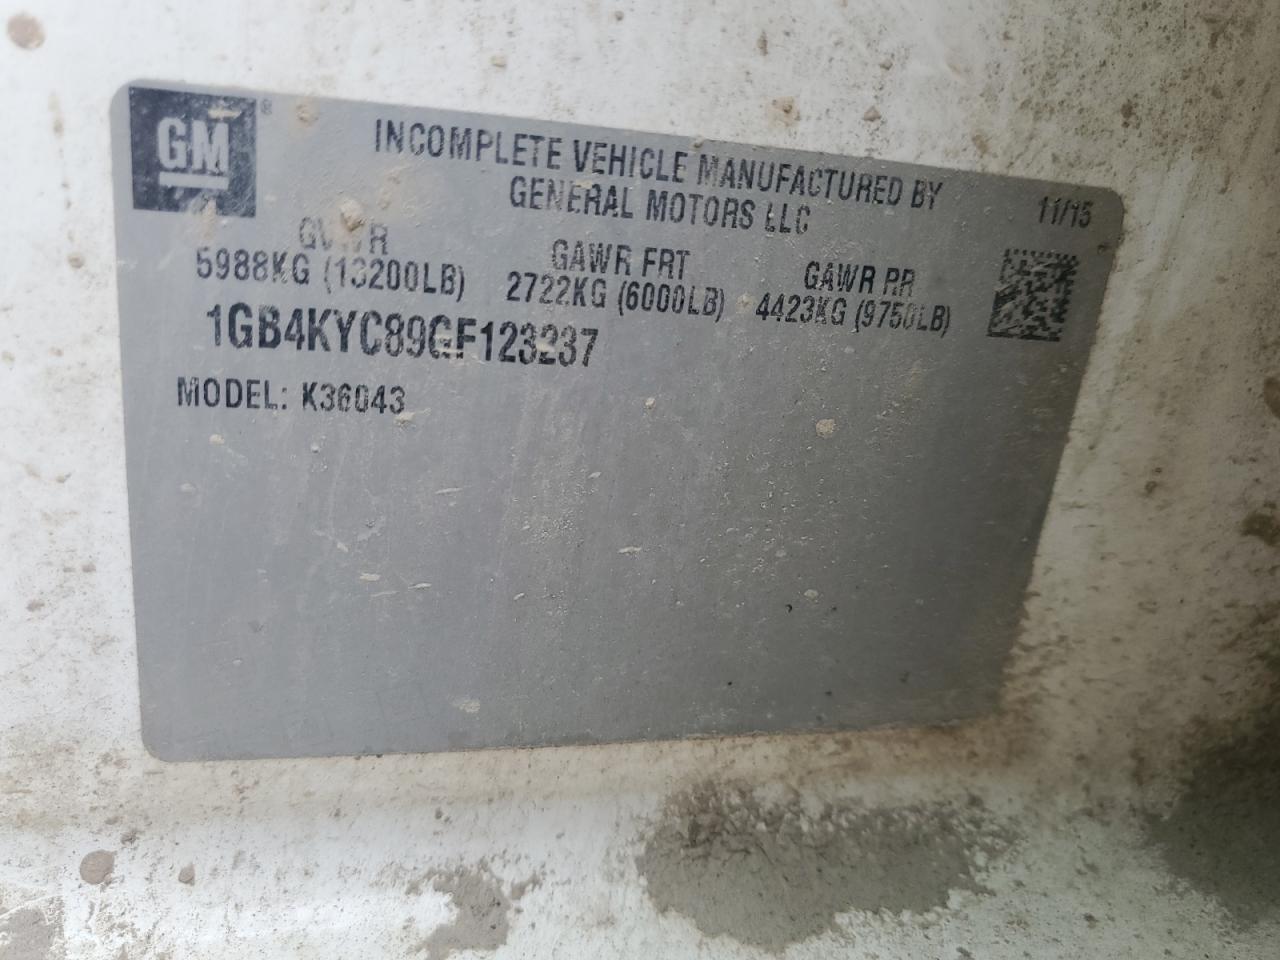 GM ®
INCOMPLETE VEHICLE MANUFACTURED BY
GENERAL MOTORS LLC
11/15
GVWR GAWR FRT GAWR RR
5988KG (13200LB) 2722KG (6000LB) 4423KG (9750LB)
1GB4KYC89GF123237
MODEL: K36043